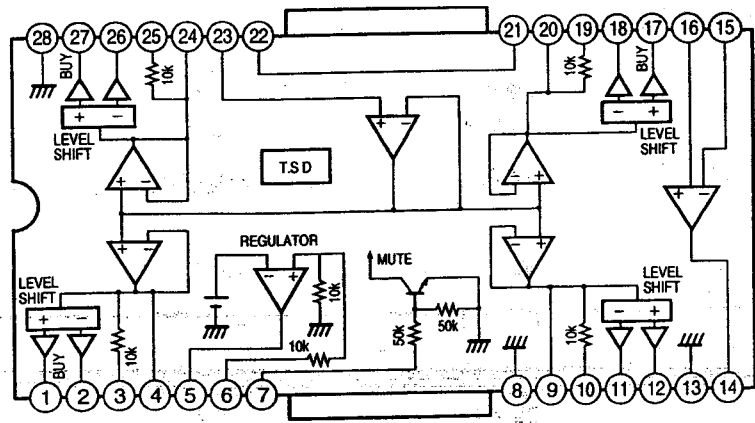 28 27 26 25 24 23 22 21 20 19 18 17 16 15
BUY 10k 10k BUY
+ - - +
LEVEL SHIFT
LEVEL SHIFT
+ -
+ -
- +
+ -
T.S D
+ -
- +
REGULATOR
- +
10k
10k
MUTE
50k
50k
LEVEL SHIFT
+ -
BUY
10k
LEVEL SHIFT
- +
10k
1 2 3 4 5 6 7 8 9 10 11 12 13 14